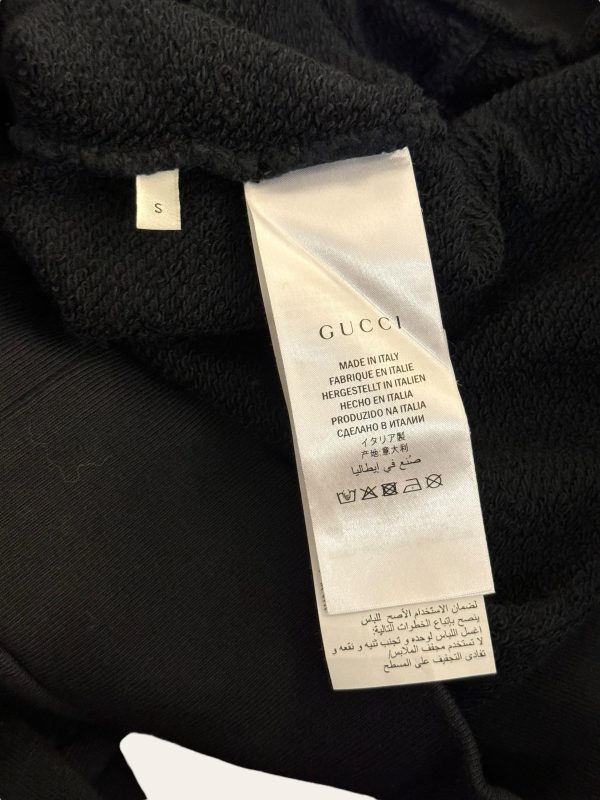 S
GUCCI
MADE IN ITALY
FABRIQUE EN ITALIE
HERGESTELLT IN ITALIEN
HECHO EN ITALIA
PRODUZIDO NA ITALIA
СДЕЛАНО В ИТАЛИИ
イタリア製
产地:意大利
صنع في إيطاليا
لضمان الاستخدام الأصح للباس
ينصح بإتباع الخطوات التالية:
اغسل اللباس لوحده و تجنب ثنيه و نقعه و
لا تستخدم مجفف الملابس/
تفادى التجفيف على المسطح